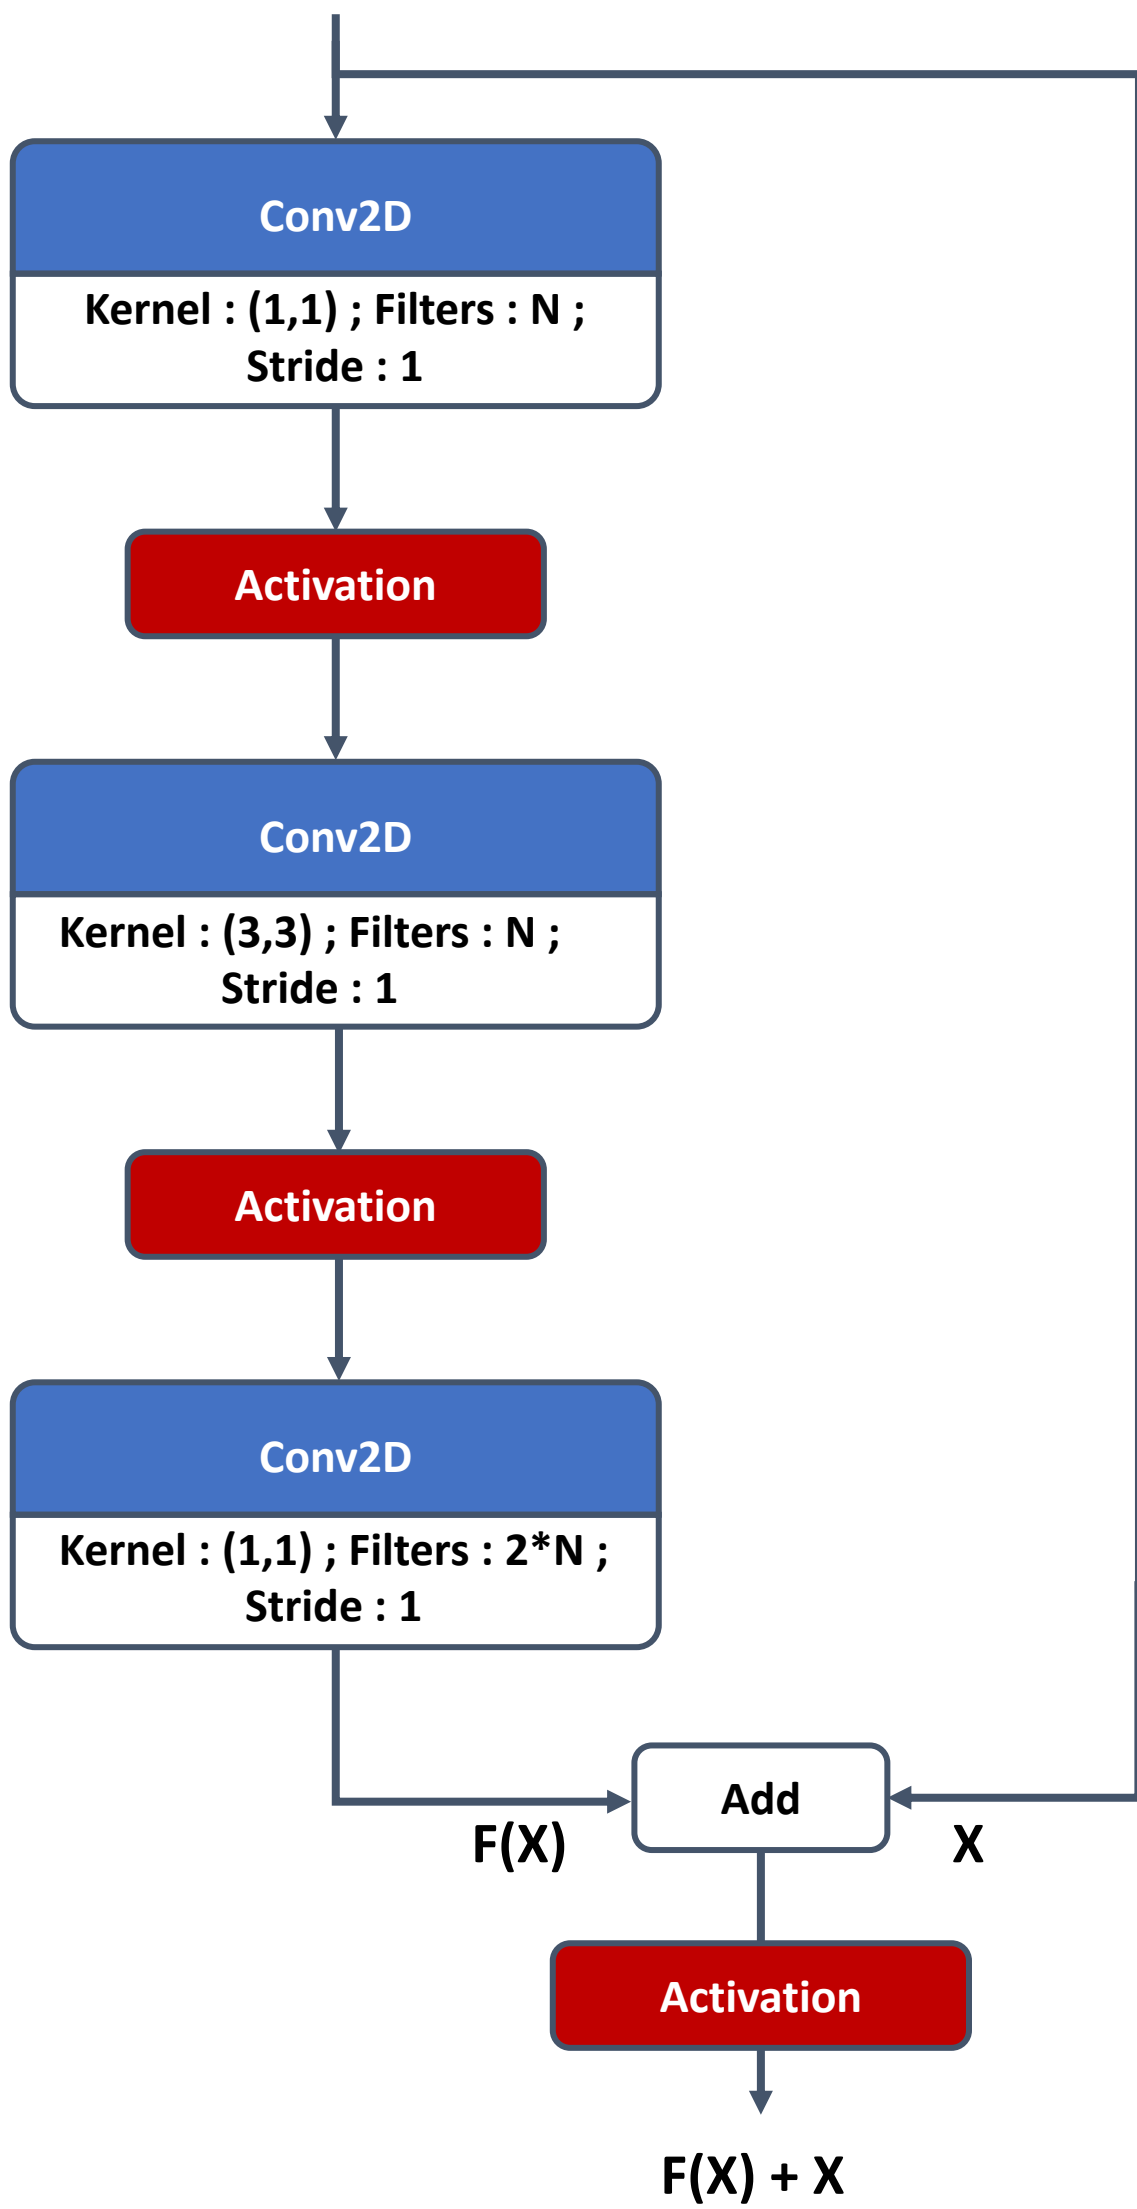 Conv2D
Kernel : (1,1) ; Filters : N ;
Stride : 1
Activation
Conv2D
Kernel : (3,3) ; Filters : N ;
Stride : 1
Activation
Conv2D
Kernel : (1,1) ; Filters : 2*N ;
Stride : 1
Add
F(X)
X
Activation
F(X) + X